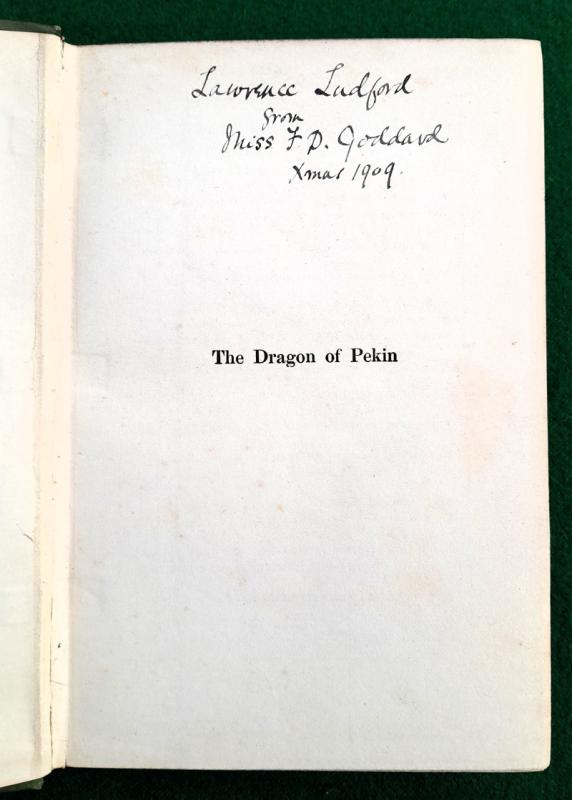 Lawrence Ludford
from
Miss F D. Goddard
Xmas 1909.
The Dragon of Pekin